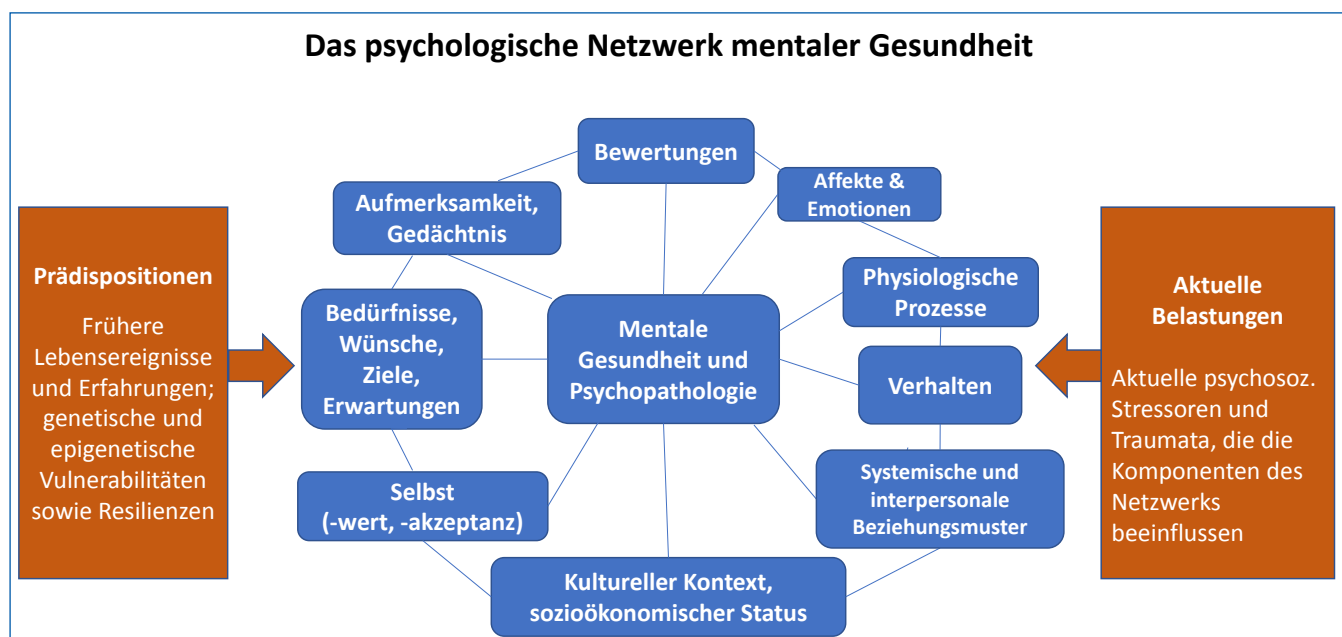 Das psychologische Netzwerk mentaler Gesundheit
Bewertungen
Affekte &
Emotionen
Aufmerksamkeit,
Gedächtnis
Physiologische
Prozesse
Bedürfnisse,
Wünsche,
Ziele,
Erwartungen
Mentale
Gesundheit und
Psychopathologie
Verhalten
Selbst
(-wert, -akzeptanz)
Systemische und
interpersonale
Beziehungsmuster
Kultureller Kontext,
sozioökonomischer Status
Prädispositionen
Frühere
Lebensereignisse
und Erfahrungen;
genetische und
epigenetische
Vulnerabilitäten
sowie Resilienzen
Aktuelle
Belastungen
Aktuelle psychosoz.
Stressoren und
Traumata, die die
Komponenten des
Netzwerks
beeinflussen